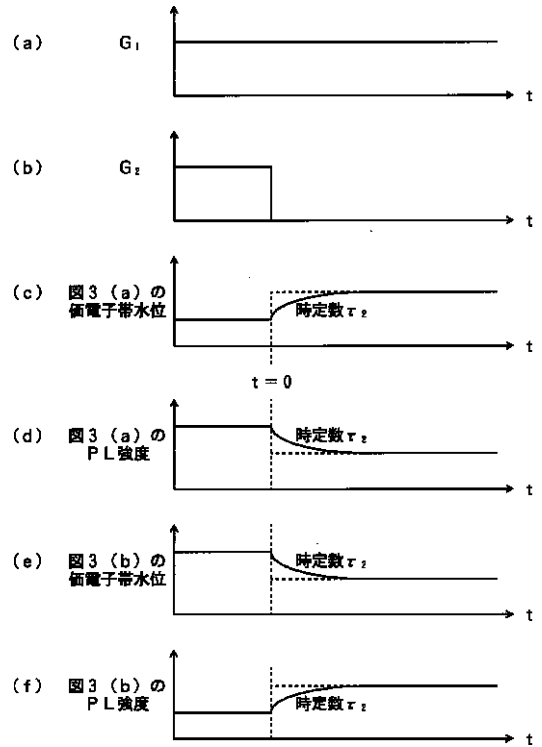 (a) G₁
t
(b) G₂
t
(c) 図3 (a) の
価電子帯水位
時定数τ₂
t
t = 0
(d) 図3 (a) の
PL強度
時定数τ₂
t
(e) 図3 (b) の
価電子帯水位
時定数τ₂
t
(f) 図3 (b) の
PL強度
時定数τ₂
t